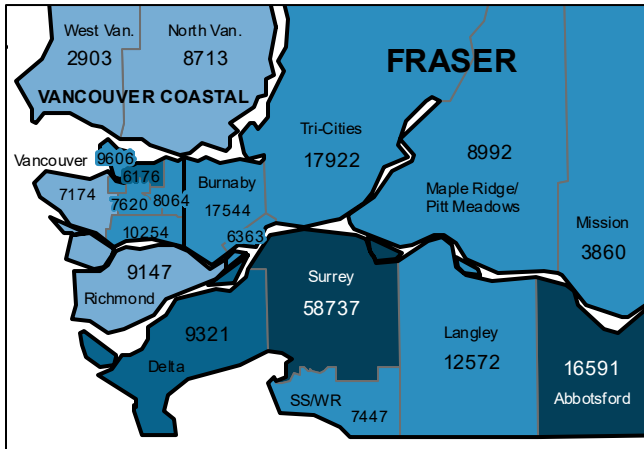 West Van.
2903
North Van.
8713
VANCOUVER COASTAL
FRASER
Tri-Cities
17922
8992
Maple Ridge/
Pitt Meadows
Mission
3860
Vancouver
9606
6176
7174
7620
8064
10254
Burnaby
17544
6363
9147
Richmond
Surrey
58737
9321
Delta
Langley
12572
16591
Abbotsford
SS/WR
7447